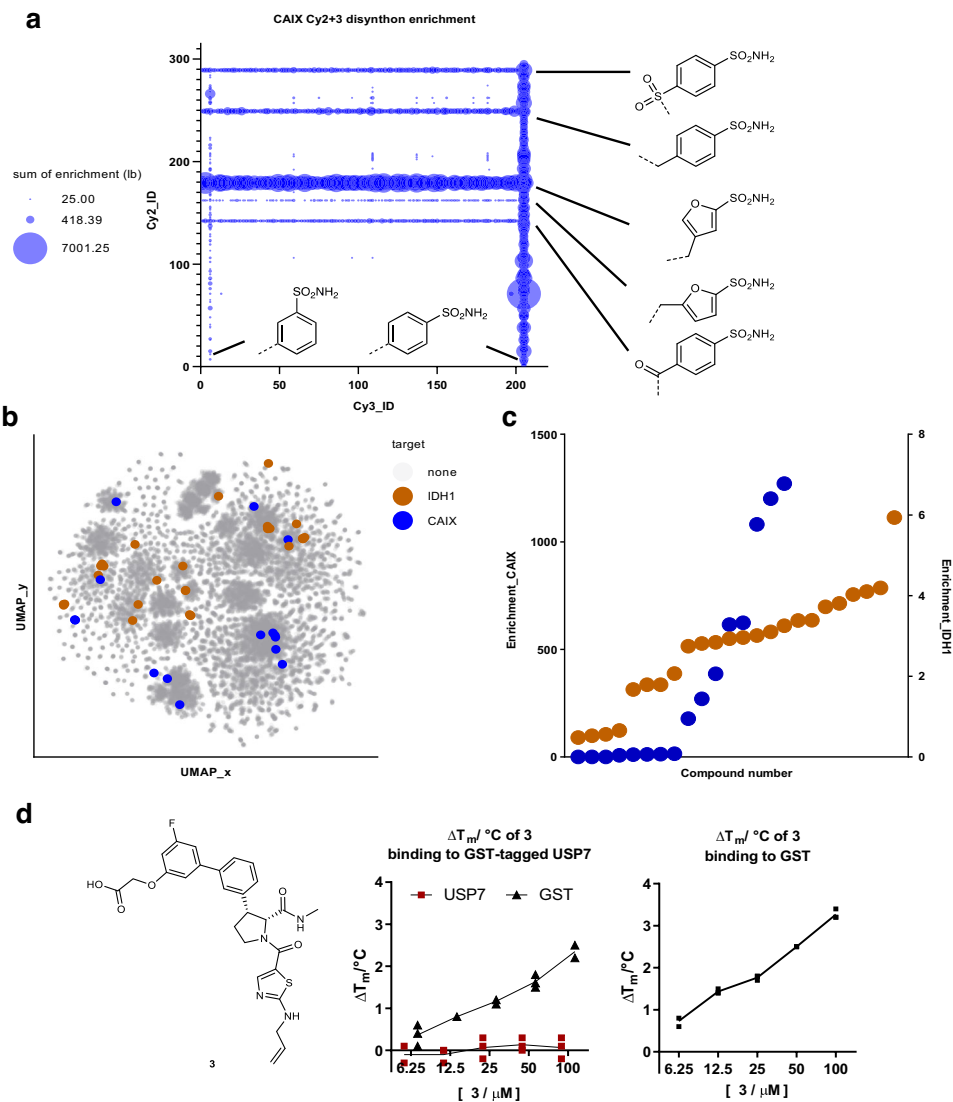 a
CAIX Cy2+3 disynthon enrichment
sum of enrichment (lb)
25.00
418.39
7001.25
Cy2_ID
300
200
100
0
0
50
100
150
200
Cy3_ID
SO2NH2
SO2NH2
O
S
O
SO2NH2
SO2NH2
O
SO2NH2
O
SO2NH2
O
SO2NH2
b
UMAP_y
UMAP_x
target
none
IDH1
CAIX
c
1500
1000
500
0
Enrichment_CAIX
8
6
4
2
0
Enrichment_IDH1
Compound number
d
F
HO
O
O
O
N
H
N
O
S
N
NH
3
ΔTm/ °C of 3
binding to GST-tagged USP7
USP7
GST
ΔTm/°C
4
3
2
1
0
6.25
12.5
25
50
100
[ 3 / μM ]
ΔTm/ °C of 3
binding to GST
ΔTm/°C
4
3
2
1
0
6.25
12.5
25
50
100
[ 3 / μM ]